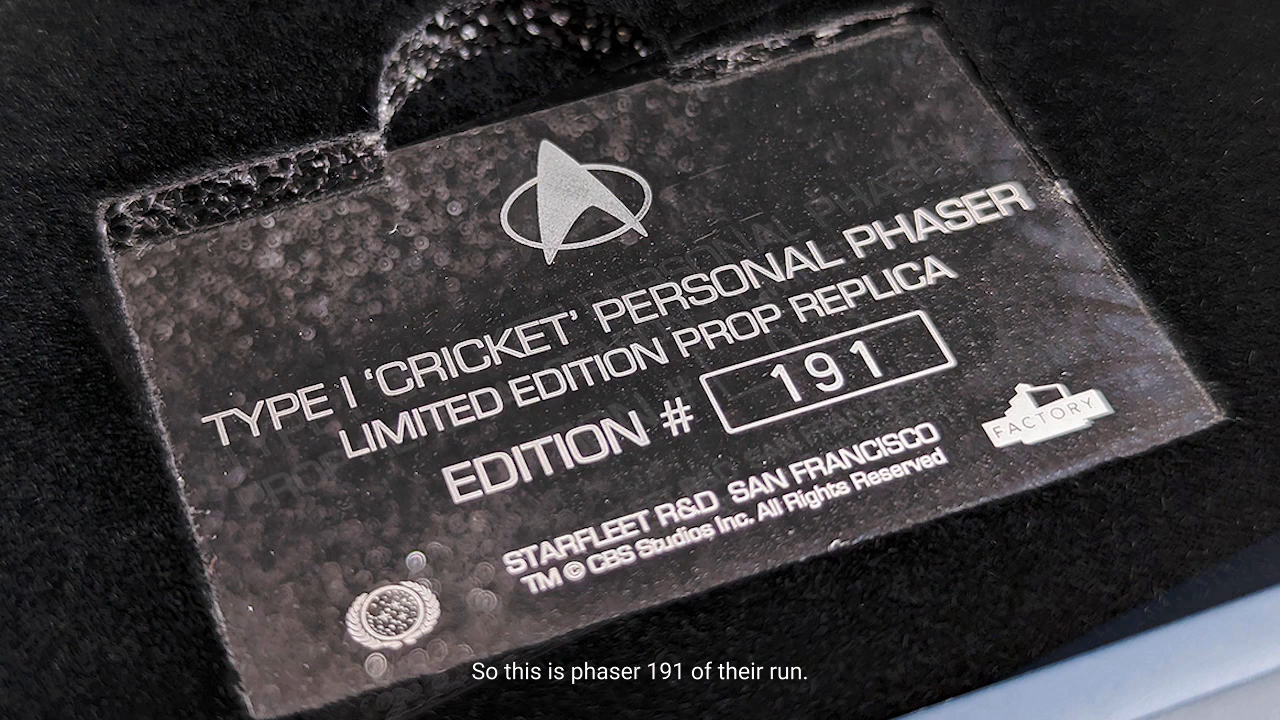 TYPE I ‘CRICKET’ PERSONAL PHASER
LIMITED EDITION PROP REPLICA
EDITION # 191
FACTORY
STARFLEET R&D SAN FRANCISCO
TM © CBS Studios Inc. All Rights Reserved
So this is phaser 191 of their run.